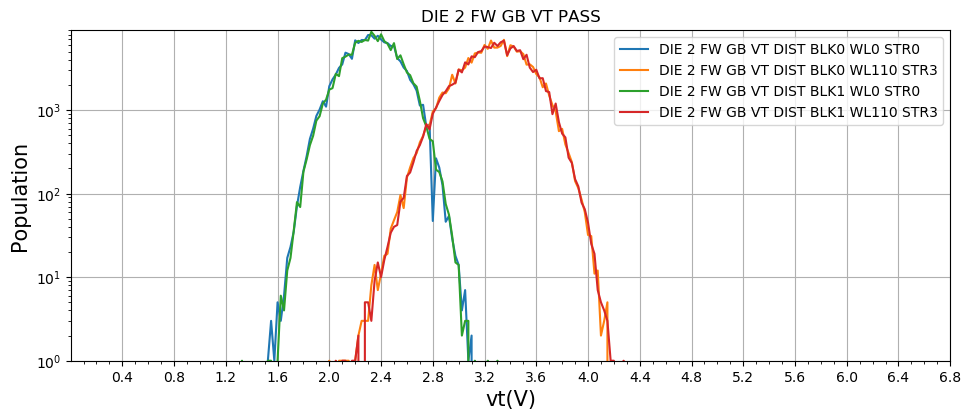 DIE 2 FW GB VT PASS
DIE 2 FW GB VT DIST BLK0 WL0 STR0
DIE 2 FW GB VT DIST BLK0 WL110 STR3
DIE 2 FW GB VT DIST BLK1 WL0 STR0
DIE 2 FW GB VT DIST BLK1 WL110 STR3
Population
10³
10²
10¹
10⁰
0.4 0.8 1.2 1.6 2.0 2.4 2.8 3.2 3.6 4.0 4.4 4.8 5.2 5.6 6.0 6.4 6.8
vt(V)